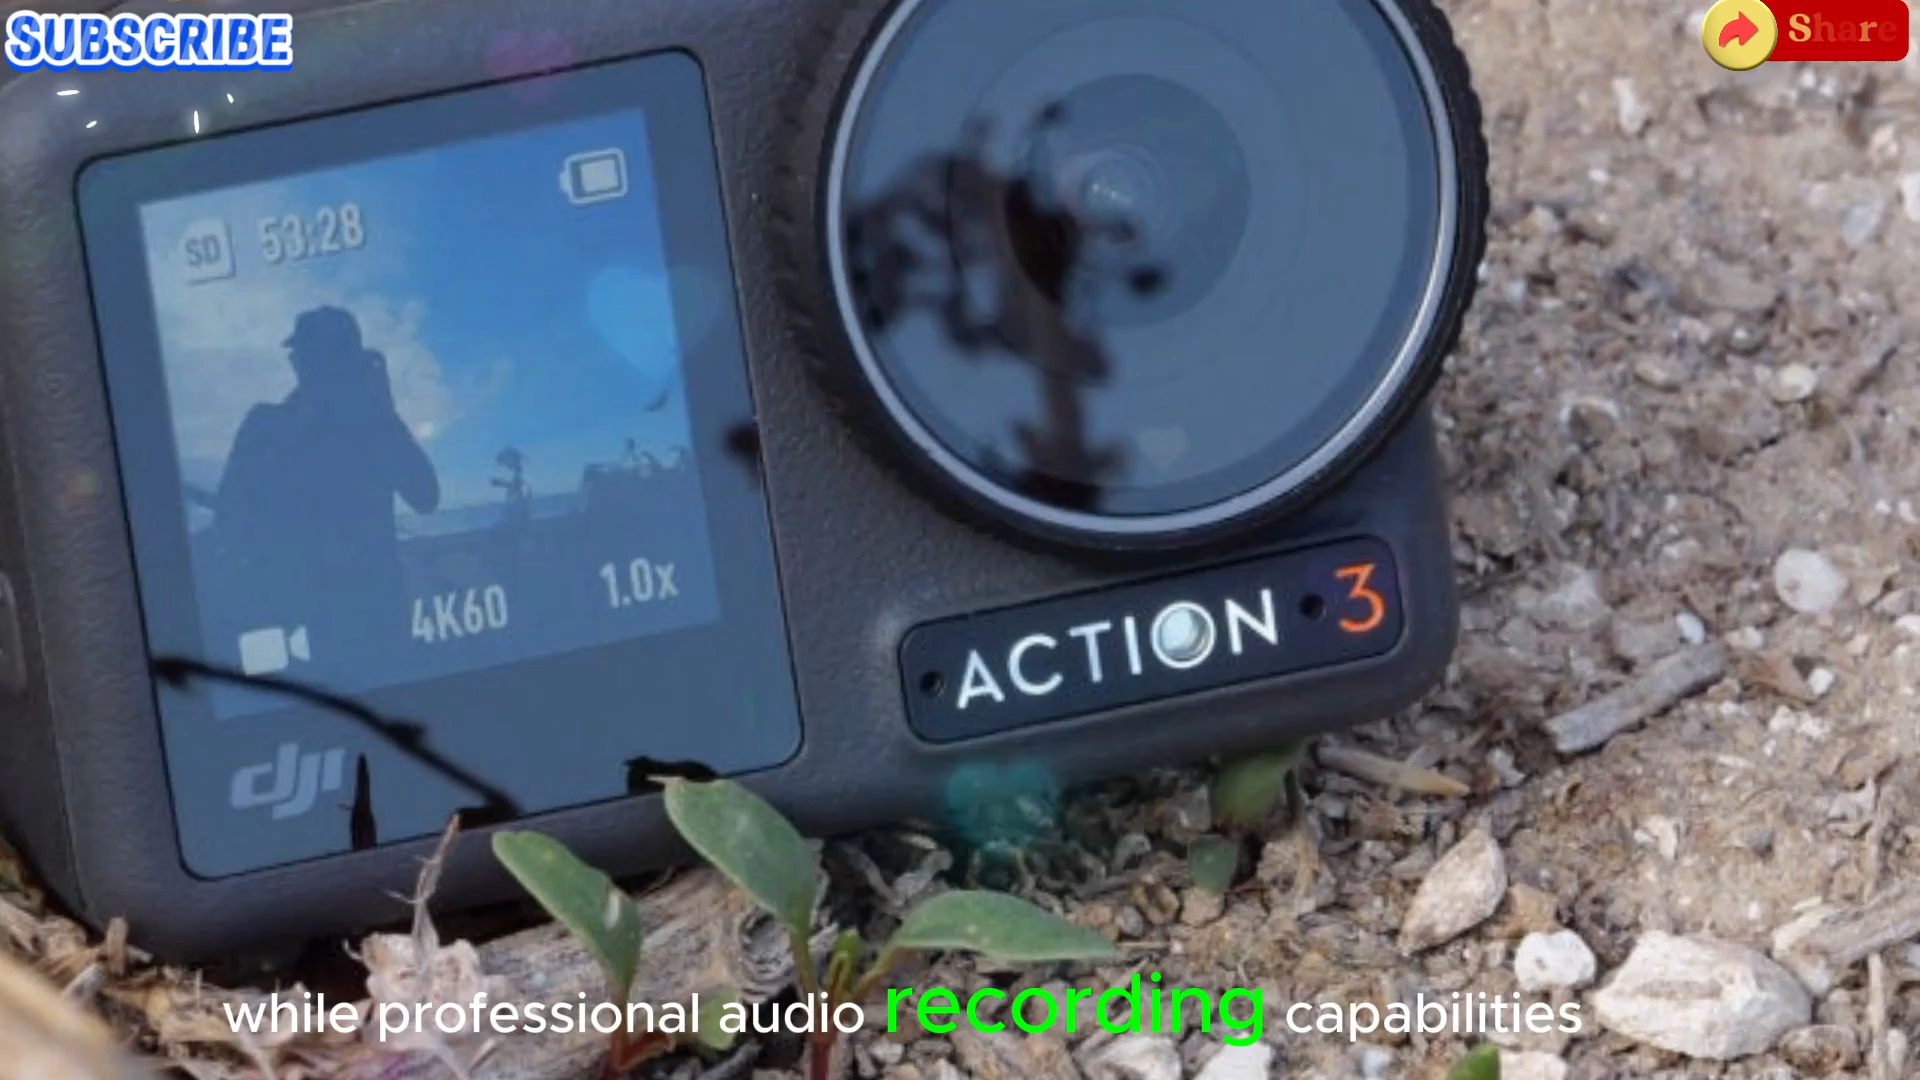 SUBSCRIBE
Share
SD 53:28
4K60 1.0x
dji
ACTION 3
while professional audio recording capabilities